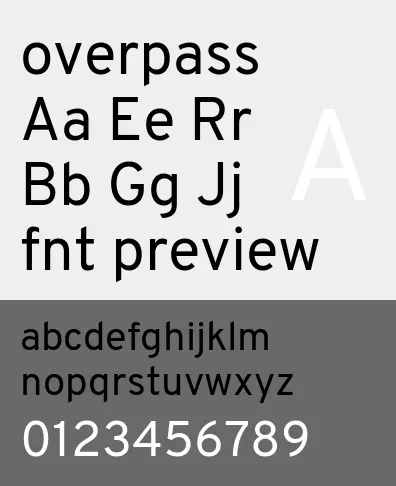 overpass
Aa Ee Rr
A
Bb Gg Jj
fnt preview
abcdefghijklm
nopqrstuvwxyz
0123456789